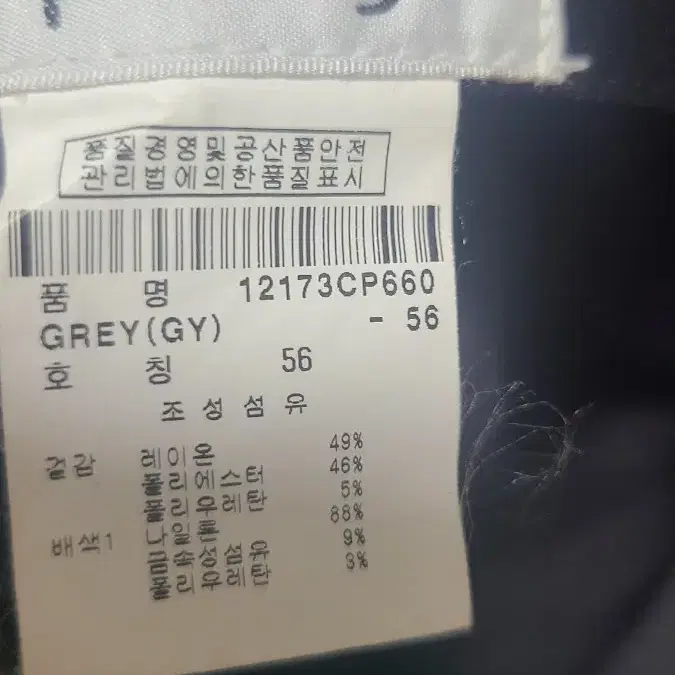 품질경영및공산품안전
관리법에의한품질표시
품 명 12173CP660
GREY(GY) - 56
호 칭 56
조성섬유
겉감 레이온 49%
폴리에스터 46%
폴리우레탄 5%
배색1 나일론 88%
금속성섬유 9%
폴리우레탄 3%